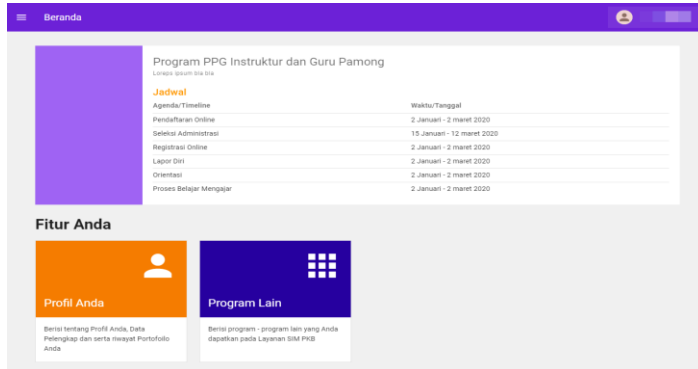 Beranda
Program PPG Instruktur dan Guru Pamong
Loreps ipsum bla bla
Jadwal
Agenda/Timeline Waktu/Tanggal
Pendaftaran Online 2 Januari - 2 maret 2020
Seleksi Administrasi 15 Januari - 12 maret 2020
Registrasi Online 2 Januari - 2 maret 2020
Lapor Diri 2 Januari - 2 maret 2020
Orientasi 2 Januari - 2 maret 2020
Proses Belajar Mengajar 2 Januari - 2 maret 2020
Fitur Anda
Profil Anda
Berisi tentang Profil Anda, Data
Pelengkap dan serta riwayat Portofoilo
Anda
Program Lain
Berisi program - program lain yang Anda
dapatkan pada Layanan SIM PKB